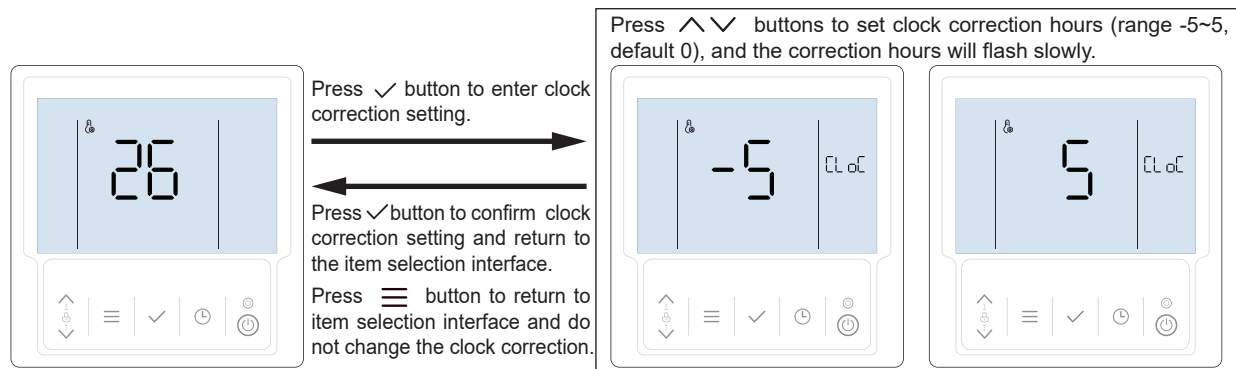 Press ∧ ∨ buttons to set clock correction hours (range -5~5,
default 0), and the correction hours will flash slowly.
Press ✓ button to enter clock
correction setting.
Press ✓ button to confirm clock
correction setting and return to
the item selection interface.
Press ☰ button to return to
item selection interface and do
not change the clock correction.
26
-5
CLoC
5
CLoC